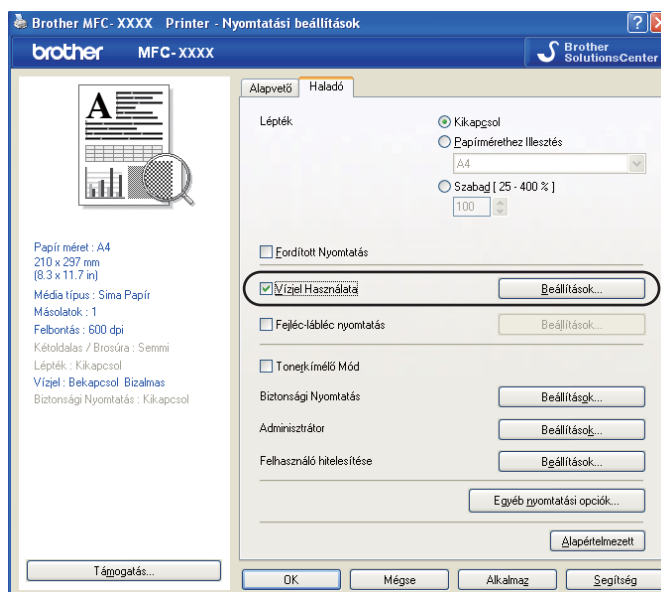 Brother MFC- XXXX Printer - Nyomtatási beállítások
brother MFC- XXXX
Brother
SolutionsCenter
Alapvető Haladó
Lépték
Kikapcsol
Papírmérethez Illesztés
A4
Szabad [ 25 - 400 % ]
100
Fordított Nyomtatás
Vízjel Használata Beállítások...
Fejléc-lábléc nyomtatás Beállítások...
Tonerkímélő Mód
Biztonsági Nyomtatás Beállítások...
Adminisztrátor Beállítások...
Felhasználó hitelesítése Beállítások...
Egyéb nyomtatási opciók...
Alapértelmezett
A
Papír méret : A4
210 x 297 mm
(8.3 x 11.7 in)
Média típus : Sima Papír
Másolatok : 1
Felbontás : 600 dpi
Kétoldalas / Brosúra : Semmi
Lépték : Kikapcsol
Vízjel : Bekapcsol Bizalmas
Biztonsági Nyomtatás : Kikapcsol
Támogatás...
OK Mégse Alkalmaz Segítség